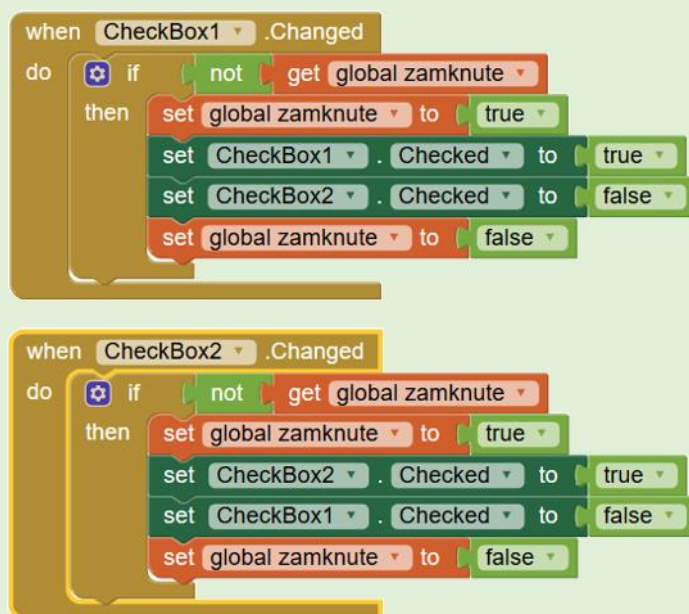 when CheckBox1 .Changed
do if not get global zamknute
then set global zamknute to true
set CheckBox1 . Checked to true
set CheckBox2 . Checked to false
set global zamknute to false
when CheckBox2 .Changed
do if not get global zamknute
then set global zamknute to true
set CheckBox2 . Checked to true
set CheckBox1 . Checked to false
set global zamknute to false